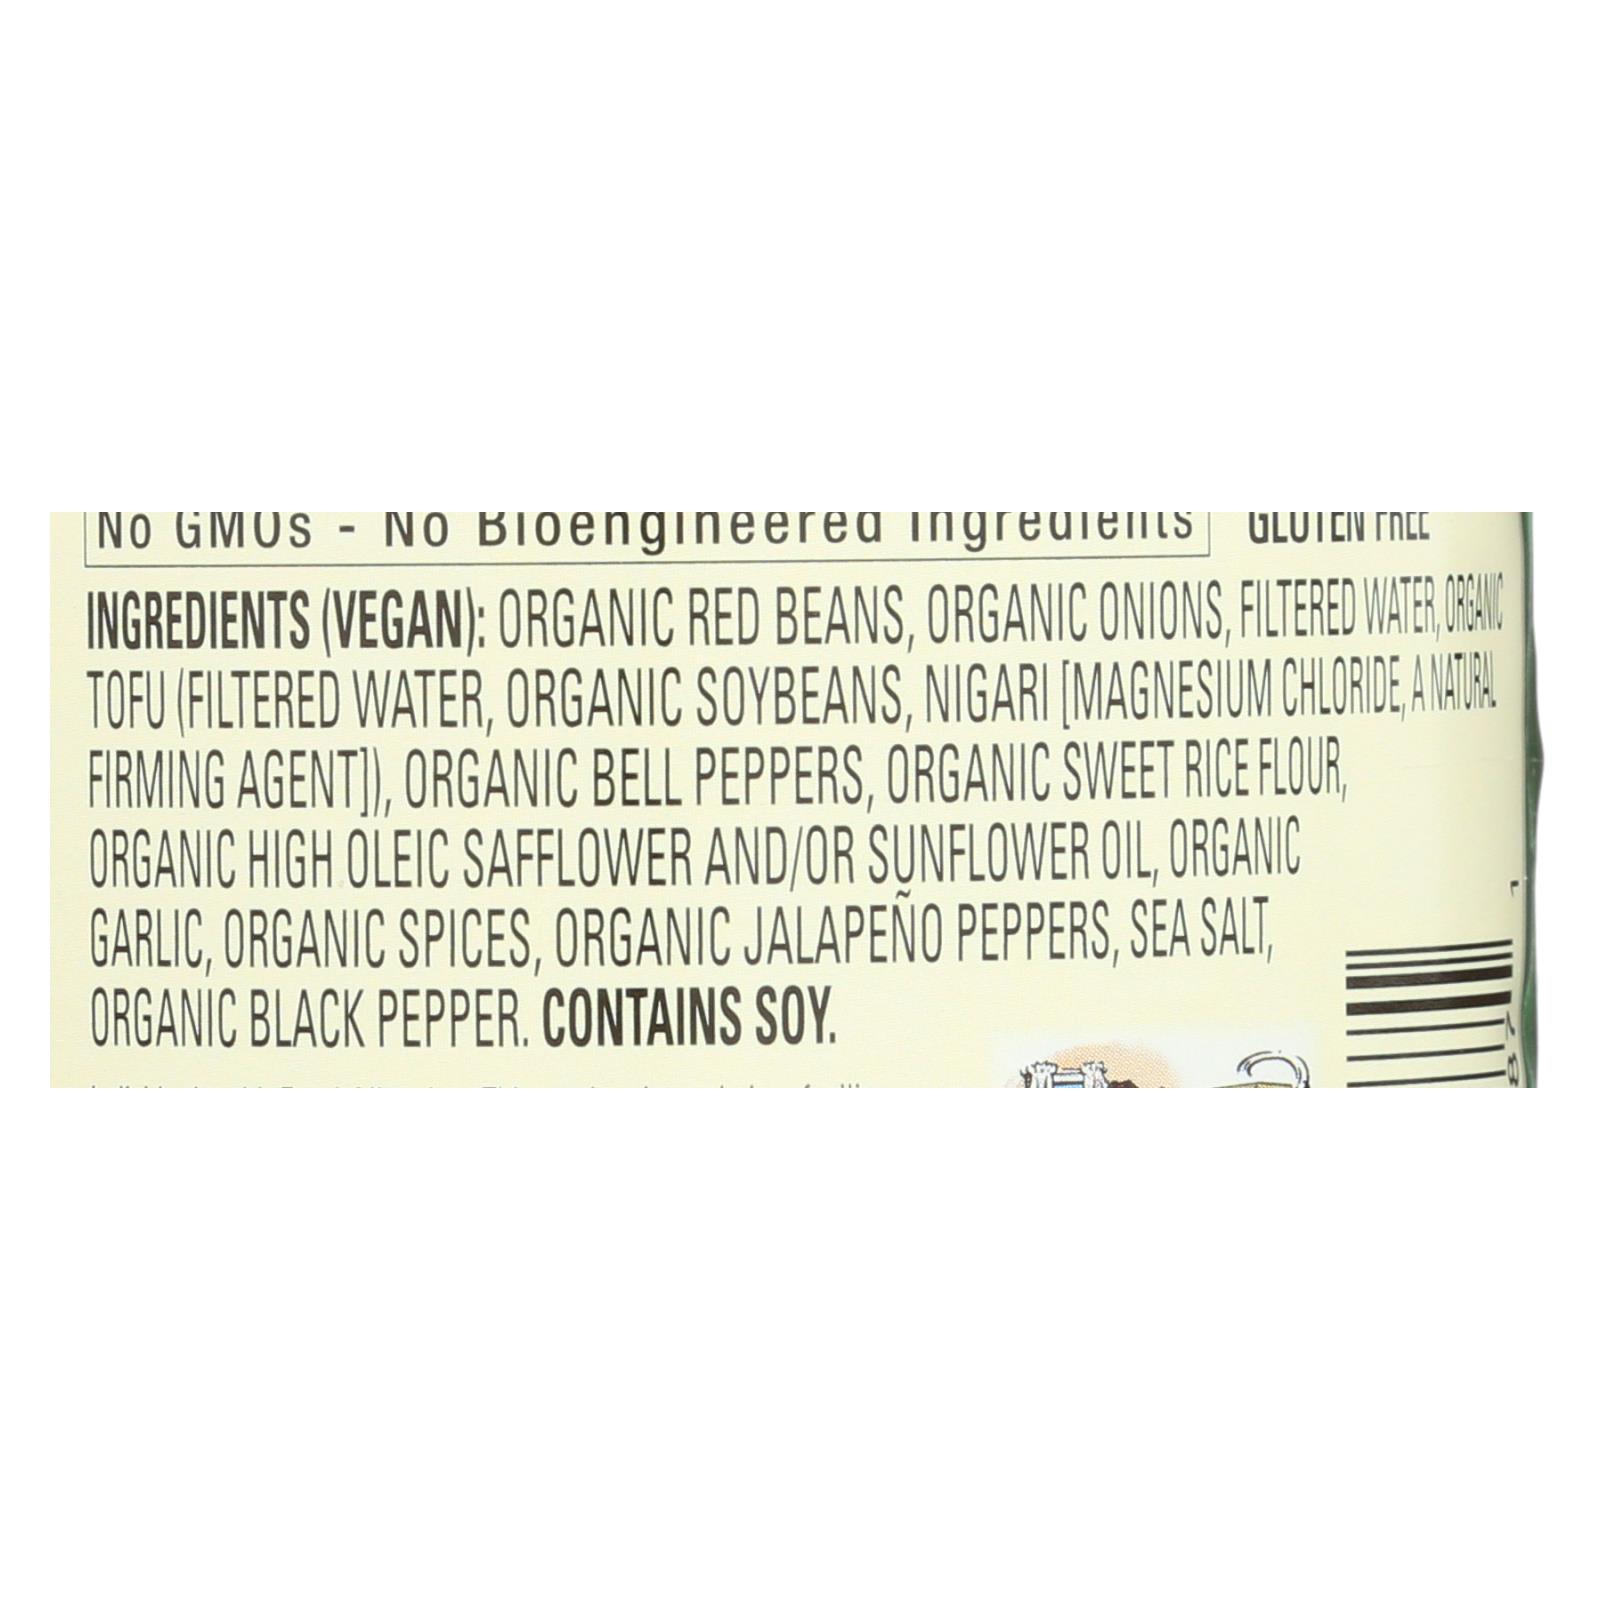 No GMOs - No Bioengineered Ingredients GLUTEN FREE
INGREDIENTS (VEGAN): ORGANIC RED BEANS, ORGANIC ONIONS, FILTERED WATER, ORGANIC
TOFU (FILTERED WATER, ORGANIC SOYBEANS, NIGARI [MAGNESIUM CHLORIDE, A NATURAL
FIRMING AGENT]), ORGANIC BELL PEPPERS, ORGANIC SWEET RICE FLOUR,
ORGANIC HIGH OLEIC SAFFLOWER AND/OR SUNFLOWER OIL, ORGANIC
GARLIC, ORGANIC SPICES, ORGANIC JALAPEÑO PEPPERS, SEA SALT,
ORGANIC BLACK PEPPER. CONTAINS SOY.